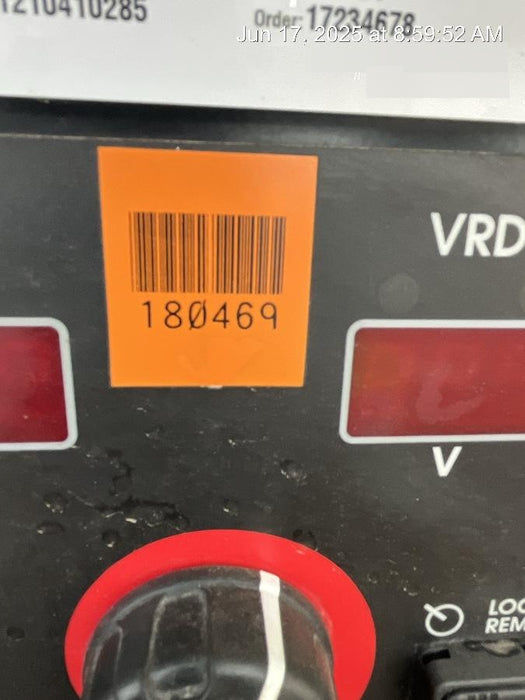 1210410285
Order: 17234678
Jun 17, 2025 at 8:59:52 AM
VRD
180469
V